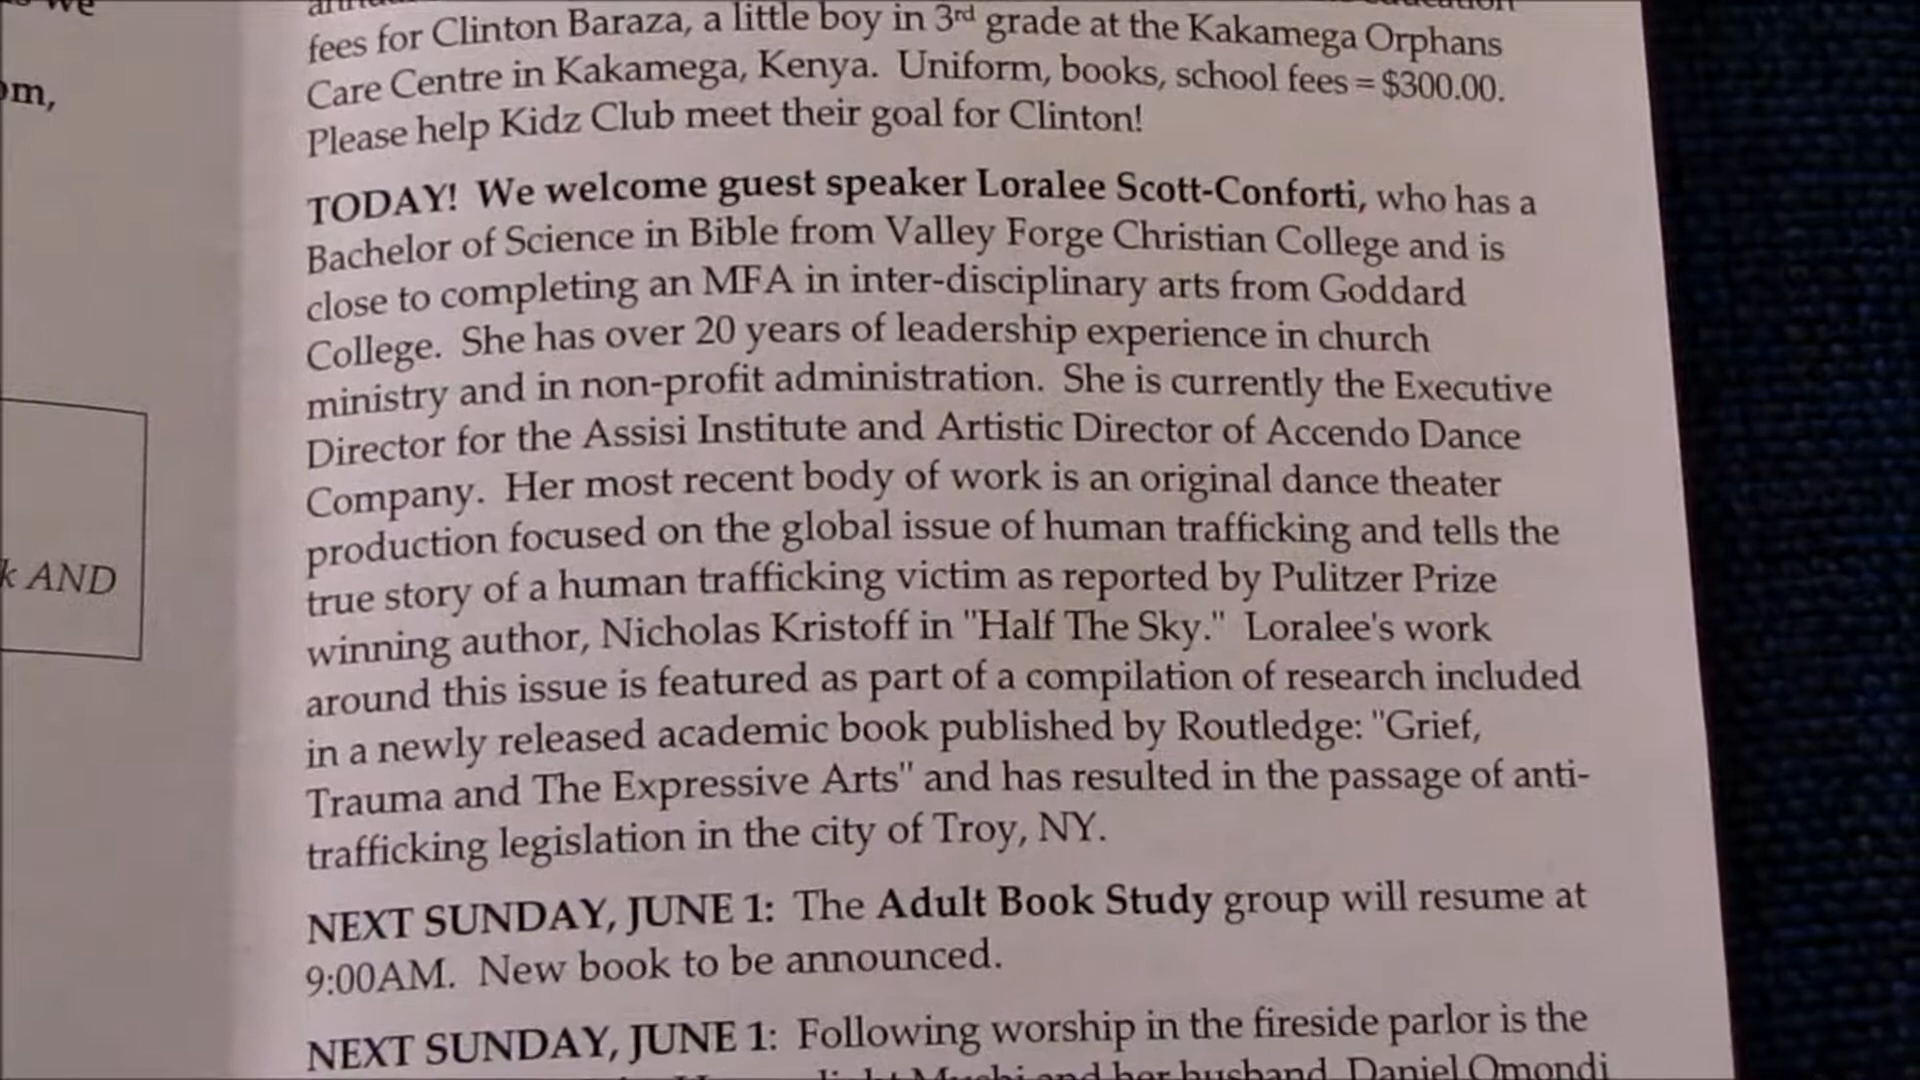 om,
k AND
fees for Clinton Baraza, a little boy in 3rd grade at the Kakamega Orphans
Care Centre in Kakamega, Kenya. Uniform, books, school fees = $300.00.
Please help Kidz Club meet their goal for Clinton!
TODAY! We welcome guest speaker Loralee Scott-Conforti, who has a
Bachelor of Science in Bible from Valley Forge Christian College and is
close to completing an MFA in inter-disciplinary arts from Goddard
College. She has over 20 years of leadership experience in church
ministry and in non-profit administration. She is currently the Executive
Director for the Assisi Institute and Artistic Director of Accendo Dance
Company. Her most recent body of work is an original dance theater
production focused on the global issue of human trafficking and tells the
true story of a human trafficking victim as reported by Pulitzer Prize
winning author, Nicholas Kristoff in "Half The Sky." Loralee's work
around this issue is featured as part of a compilation of research included
in a newly released academic book published by Routledge: "Grief,
Trauma and The Expressive Arts" and has resulted in the passage of anti-
trafficking legislation in the city of Troy, NY.
NEXT SUNDAY, JUNE 1: The Adult Book Study group will resume at
9:00AM. New book to be announced.
NEXT SUNDAY, JUNE 1: Following worship in the fireside parlor is the
and her husband, Daniel Omondi